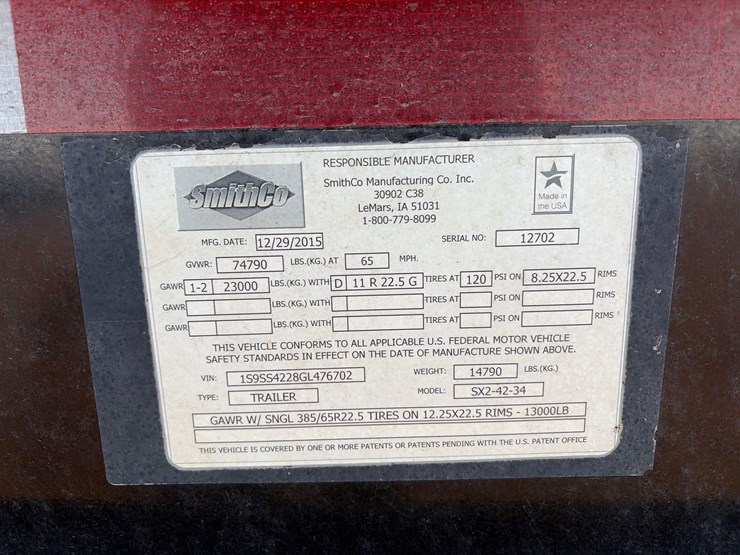 SmithCo
RESPONSIBLE MANUFACTURER
SmithCo Manufacturing Co. Inc.
30902 C38
LeMars, IA 51031
1-800-779-8099
Made in
the USA
MFG. DATE: 12/29/2015 SERIAL NO: 12702
GVWR: 74790 LBS.(KG.) AT 65 MPH.
GAWR 1-2 23000 LBS.(KG.) WITH D 11 R 22.5 G TIRES AT 120 PSI ON 8.25X22.5 RIMS
GAWR LBS.(KG.) WITH TIRES AT PSI ON RIMS
GAWR LBS.(KG.) WITH TIRES AT PSI ON RIMS
THIS VEHICLE CONFORMS TO ALL APPLICABLE U.S. FEDERAL MOTOR VEHICLE
SAFETY STANDARDS IN EFFECT ON THE DATE OF MANUFACTURE SHOWN ABOVE.
VIN: 1S9SS4228GL476702 WEIGHT: 14790 LBS.(KG.)
TYPE: TRAILER MODEL: SX2-42-34
GAWR W/ SNGL 385/65R22.5 TIRES ON 12.25X22.5 RIMS - 13000LB
THIS VEHICLE IS COVERED BY ONE OR MORE PATENTS OR PATENTS PENDING WITH THE U.S. PATENT OFFICE